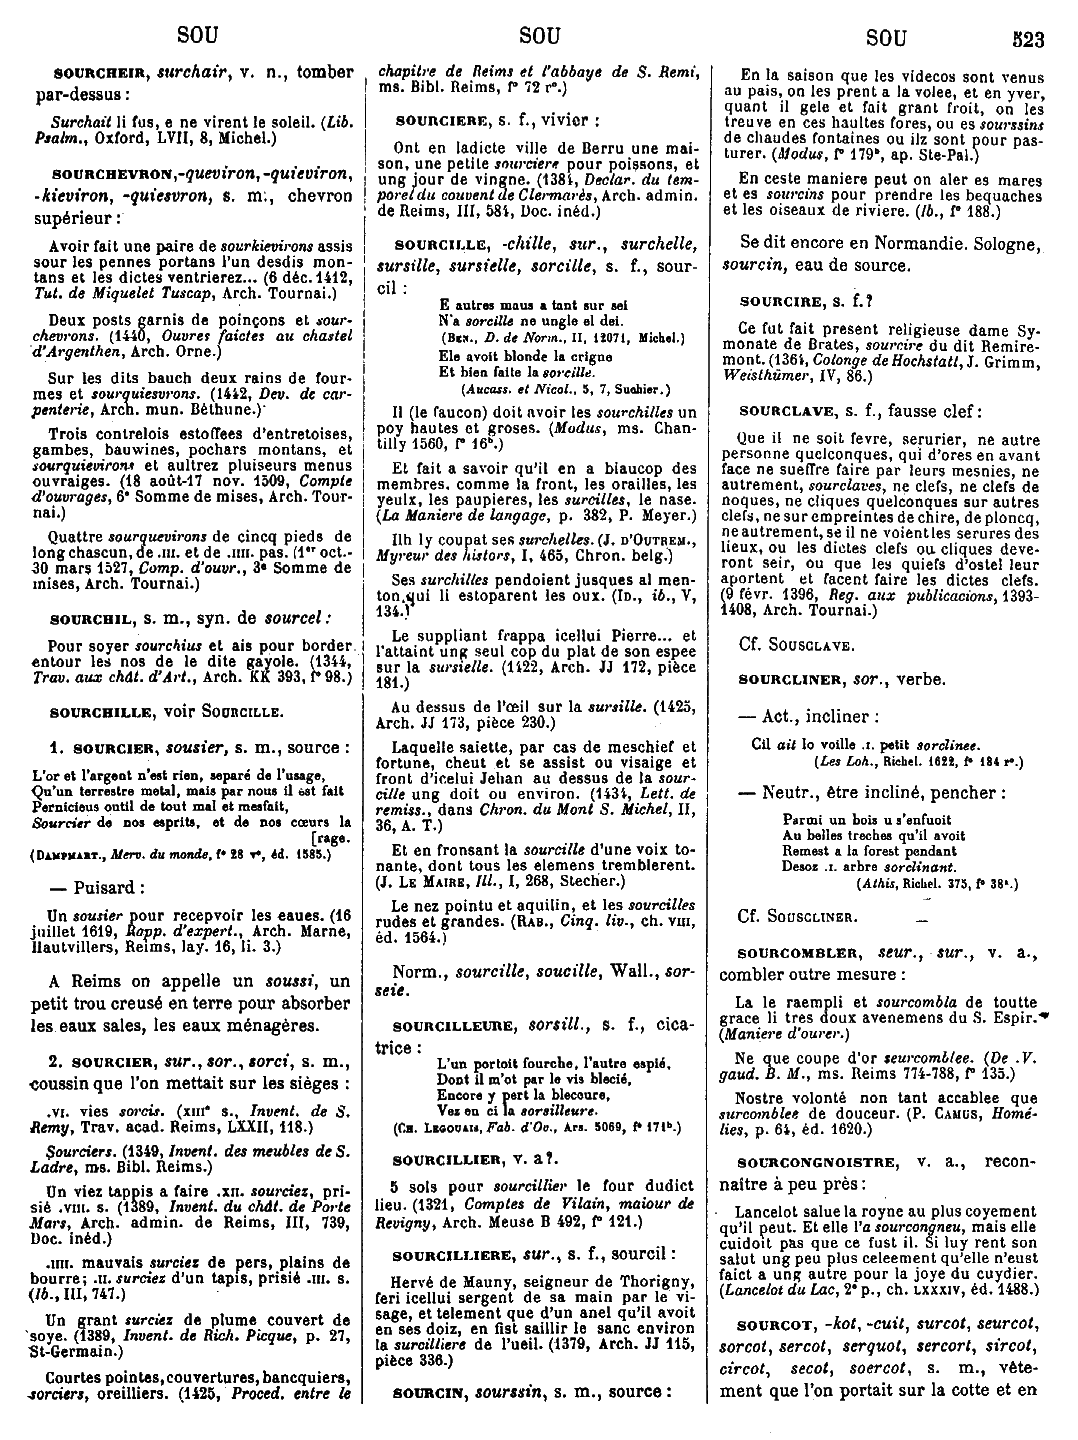 SOU
SOU
SOU
523
SOURCHEIR, surchair, v. n., tomber
par-dessus :
Surchait li fus, e ne virent le soleil. (Lib.
Psalm., Oxford, LVII, 8, Michel.)
SOURCHEVRON, -queviron, -quieviron,
-kieviron, -quiesvron, s. m., chevron
supérieur :
Avoir fait une paire de sourkievirons assis
sour les pennes portans l'un desdis mon-
tans et les dictes ventrierez... (6 déc. 1412,
Tut. de Miquelet Tuscap, Arch. Tournai.)
Deux posts garnis de poinçons et sour-
chevrons. (1440, Ouvres faictes au chastel
d'Argenthen, Arch. Orne.)
Sur les dits bauch deux rains de four-
mes et sourquiesvrons. (1442, Dev. de car-
penterie, Arch. mun. Béthune.)
Trois contrelois estoffees d'entretoises,
gambes, bauwines, pochars montans, et
sourquievirons et aultrez pluiseurs menus
ouvraiges. (18 août-17 nov. 1509, Compte
d'ouvrages, 6e Somme de mises, Arch. Tour-
nai.)
Quattre sourquevirons de cincq pieds de
long chascun, de .III. et de .IIII. pas. (1er oct.-
30 mars 1527, Comp. d'ouvr., 3e Somme de
mises, Arch. Tournai.)
SOURCHIL, s. m., syn. de sourcel :
Pour soyer sourchius et ais pour border
entour les nos de le dite gayole. (1344,
Trav. aux chât. d'Art., Arch. KK 393, f° 98.)
SOURCHILLE, voir SOURCILLE.
1. SOURCIER, sousier, s. m., source :
L'or et l'argent n'est rien, separé de l'usage,
Qu'un terrestre metal, mais par nous il est fait
Pernicieus outil de tout mal et mesfait,
Sourcier de nos esprits, et de nos cœurs la
[rage.
(DAMPMART., Merv. du monde, f° 28 v°, éd. 1585.)
— Puisard :
Un sousier pour recepvoir les eaues. (16
juillet 1619, Rapp. d'expert., Arch. Marne,
Hautvillers, Reims, lay. 16, li. 3.)
A Reims on appelle un soussi, un
petit trou creusé en terre pour absorber
les eaux sales, les eaux ménagères.
2. SOURCIER, sur., sor., sorci, s. m.,
coussin que l'on mettait sur les sièges :
.VI. vies sorcis. (XIIIe s., Invent. de S.
Remy, Trav. acad. Reims, LXXII, 118.)
Sourciers. (1349, Invent. des meubles de S.
Ladre, ms. Bibl. Reims.)
Un viez tappis a faire .XII. sourciez, pri-
sié .VIII. s. (1389, Invent. du chât. de Porte
Mars, Arch. admin. de Reims, III, 739,
Doc. inéd.)
.IIII. mauvais surciez de pers, plains de
bourre; .II. surciez d'un tapis, prisié .III. s.
(Ib., III, 747.)
Un grant surciez de plume couvert de
soye. (1389, Invent. de Rich. Picque, p. 27,
St-Germain.)
Courtes pointes, couvertures, bancquiers,
sorciers, oreilliers. (1425, Proced. entre le
chapitre de Reims et l'abbaye de S. Remi,
ms. Bibl. Reims, f° 72 r°.)
SOURCIERE, s. f., vivier :
Ont en ladicte ville de Berru une mai-
son, une petite sourciere pour poissons, et
ung jour de vingne. (1384, Declar. du tem-
porel du couvent de Clermarès, Arch. admin.
de Reims, III, 584, Doc. inéd.)
SOURCILLE, -chille, sur., surchelle,
sursille, sursielle, sorcille, s. f., sour-
cil :
E autres maus a tant sur sei
N'a sorcille ne ungle el dei.
(BEN., D. de Norm., II, 12071, Michel.)
Ele avoit blonde la crigne
Et bien faite la sorcille.
(Aucass. et Nicol., 5, 7, Suchier.)
Il (le faucon) doit avoir les sourchilles un
poy hautes et groses. (Modus, ms. Chan-
tilly 1560, f° 16b.)
Et fait a savoir qu'il en a biaucop des
membres, comme la front, les orailles, les
yeulx, les paupieres, les surcilles, le nase.
(La Maniere de langage, p. 382, P. Meyer.)
Ilh ly coupat ses surchelles. (J. D'OUTREM.,
Myreur des histors, I, 465, Chron. belg.)
Ses surchilles pendoient jusques al men-
ton qui li estoparent les oux. (ID., ib., V,
134.)
Le suppliant frappa icellui Pierre... et
l'attaint ung seul cop du plat de son espee
sur la sursielle. (1422, Arch. JJ 172, pièce
181.)
Au dessus de l'œil sur la sursille. (1425,
Arch. JJ 173, pièce 230.)
Laquelle saiette, par cas de meschief et
fortune, cheut et se assist ou visaige et
front d'icelui Jehan au dessus de la sour-
cille ung doit ou environ. (1434, Lett. de
remiss., dans Chron. du Mont S. Michel, II,
36, A. T.)
Et en fronsant la sourcille d'une voix to-
nante, dont tous les elemens tremblerent.
(J. LE MAIRE, Ill., I, 268, Stecher.)
Le nez pointu et aquilin, et les sourcilles
rudes et grandes. (RAB., Cinq. liv., ch. VIII,
éd. 1564.)
Norm., sourcille, soucille, Wall., sor-
seie.
SOURCILLEURE, sorsill., s. f., cica-
trice :
L'un portoit fourche, l'autre espié,
Dont il m'ot par le vis blecié,
Encore y pert la blecoure,
Vez en ci la sorsilleure.
(CH. LEGOUAIS, Fab. d'Ov., Ars. 5069, f° 171b.)
SOURCILLIER, v. a?.
5 sols pour sourcillier le four dudict
lieu. (1321, Comptes de Vilain, maiour de
Revigny, Arch. Meuse B 492, f° 121.)
SOURCILLIERE, sur., s. f., sourcil :
Hervé de Mauny, seigneur de Thorigny,
feri icellui sergent de sa main par le vi-
sage, et telement que d'un anel qu'il avoit
en ses doiz, en fist saillir le sanc environ
la surcilliere de l'ueil. (1379, Arch. JJ 115,
pièce 336.)
SOURCIN, sourssin, s. m., source :
En la saison que les videcos sont venus
au pais, on les prent a la volee, et en yver,
quant il gele et fait grant froit, on les
treuve en ces haultes fores, ou es sourssins
de chaudes fontaines ou ilz sont pour pas-
turer. (Modus, f° 179b, ap. Ste-Pal.)
En ceste maniere peut on aler es mares
et es sourcins pour prendre les bequaches
et les oiseaux de riviere. (Ib., f° 188.)
Se dit encore en Normandie. Sologne,
sourcin, eau de source.
SOURCIRE, s. f.?
Ce fut fait present religieuse dame Sy-
monate de Brates, sourcire du dit Remire-
mont. (1364, Colonge de Hochstatt, J. Grimm,
Weisthümer, IV, 86.)
SOURCLAVE, s. f., fausse clef :
Que il ne soit fevre, serurier, ne autre
personne quelconques, qui d'ores en avant
face ne sueffre faire par leurs mesnies, ne
autrement, sourclaves, ne clefs, ne clefs de
noques, ne cliques quelconques sur autres
clefs, ne sur empreintes de chire, de ploncq,
ne autrement, se il ne voient les serures des
lieux, ou les dictes clefs ou cliques deve-
ront seir, ou que les quiefs d'ostel leur
aportent et facent faire les dictes clefs.
(9 févr. 1396, Reg. aux publicacions, 1393-
1408, Arch. Tournai.)
Cf. SOUSCLAVE.
SOURCLINER, sor., verbe.
— Act., incliner :
Cil ait lo voille .I. petit sorclinee.
(Les Loh., Richel. 1622, f° 184 r°.)
— Neutr., être incliné, pencher :
Parmi un bois u s'enfuoit
Au belles treches qu'il avoit
Remest a la forest pendant
Desoz .I. arbre sorclinant.
(Athis, Richel. 375, f° 38a.)
Cf. SOUSCLINER.
SOURCOMBLER, seur., sur., v. a.,
combler outre mesure :
La le raempli et sourcombla de toutte
grace li tres doux avenemens du S. Espir.
(Maniere d'ourer.)
Ne que coupe d'or seurcomblee. (De .V.
gaud. B. M., ms. Reims 774-788, f° 135.)
Nostre volonté non tant accablee que
surcomblee de douceur. (P. CAMUS, Homé-
lies, p. 64, éd. 1620.)
SOURCONGNOISTRE, v. a., recon-
naître à peu près :
Lancelot salue la royne au plus coyement
qu'il peut. Et elle l'a sourcongneu, mais elle
cuidoit pas que ce fust il. Si luy rent son
salut ung peu plus celeement qu'elle n'eust
faict a ung autre pour la joye du cuydier.
(Lancelot du Lac, 2e p., ch. LXXXIV, éd. 1488.)
SOURCOT, -kot, -cuit, surcot, seurcot,
sorcot, sercot, serquot, sercort, sircot,
circot, secot, soercot, s. m., vête-
ment que l'on portait sur la cotte et en